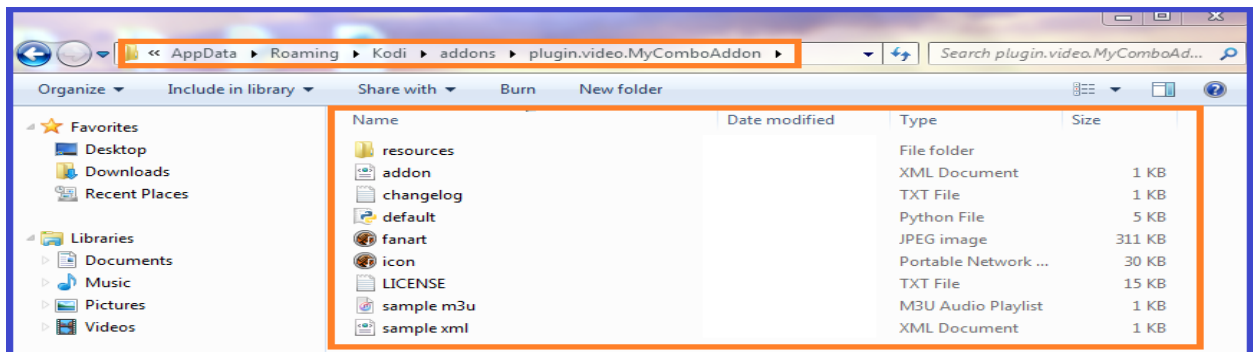 « AppData ▸ Roaming ▸ Kodi ▸ addons ▸ plugin.video.MyComboAddon ▸
Search plugin.video.MyComboAd...
Organize Include in library Share with Burn New folder
Favorites
Desktop
Downloads
Recent Places
Libraries
Documents
Music
Pictures
Videos
Name Date modified Type Size
resources File folder
addon XML Document 1 KB
changelog TXT File 1 KB
default Python File 5 KB
fanart JPEG image 311 KB
icon Portable Network ... 30 KB
LICENSE TXT File 15 KB
sample m3u M3U Audio Playlist 1 KB
sample xml XML Document 1 KB